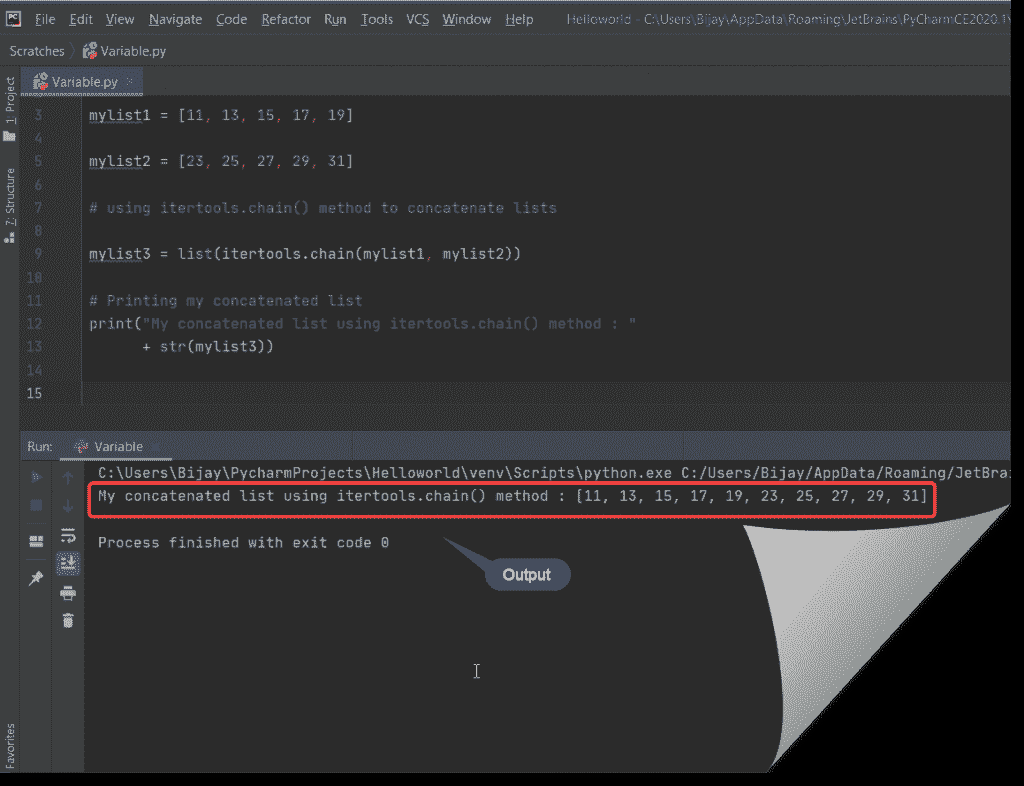 File Edit View Navigate Code Refactor Run Tools VCS Window Help Helloworld - C:\Users\Bijay\AppData\Roaming\JetBrains\PyCharmCE2020.1\
Scratches Variable.py
Variable.py
1: Project
7: Structure
Favorites
3 mylist1 = [11, 13, 15, 17, 19]
4
5 mylist2 = [23, 25, 27, 29, 31]
6
7 # using itertools.chain() method to concatenate lists
8
9 mylist3 = list(itertools.chain(mylist1, mylist2))
10
11 # Printing my concatenated list
12 print("My concatenated list using itertools.chain() method : "
13 + str(mylist3))
14
15
Run: Variable
C:\Users\Bijay\PycharmProjects\Helloworld\venv\Scripts\python.exe C:/Users/Bijay/AppData/Roaming/JetBrai
My concatenated list using itertools.chain() method : [11, 13, 15, 17, 19, 23, 25, 27, 29, 31]
Process finished with exit code 0
Output